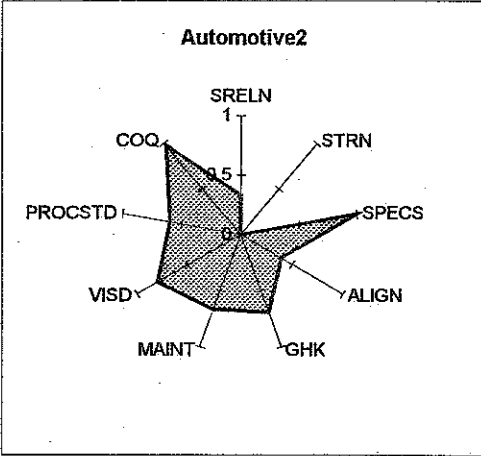 Automotive2
SRELN
1
COQ
STRN
0.5
PROCSTD
SPECS
0
VISD
ALIGN
MAINT
GHK